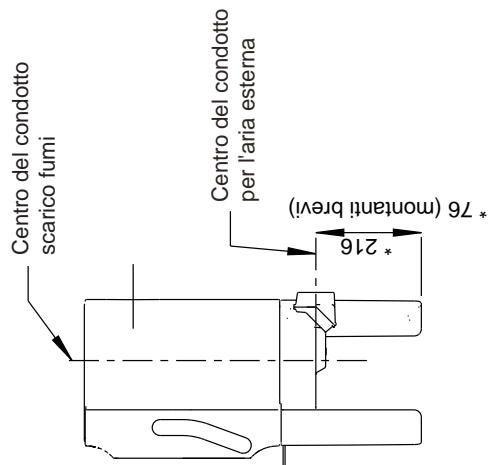 Centro del condotto
scarico fumi
Centro del condotto
per l'aria esterna
* 216
* 76 (montanti brevi)